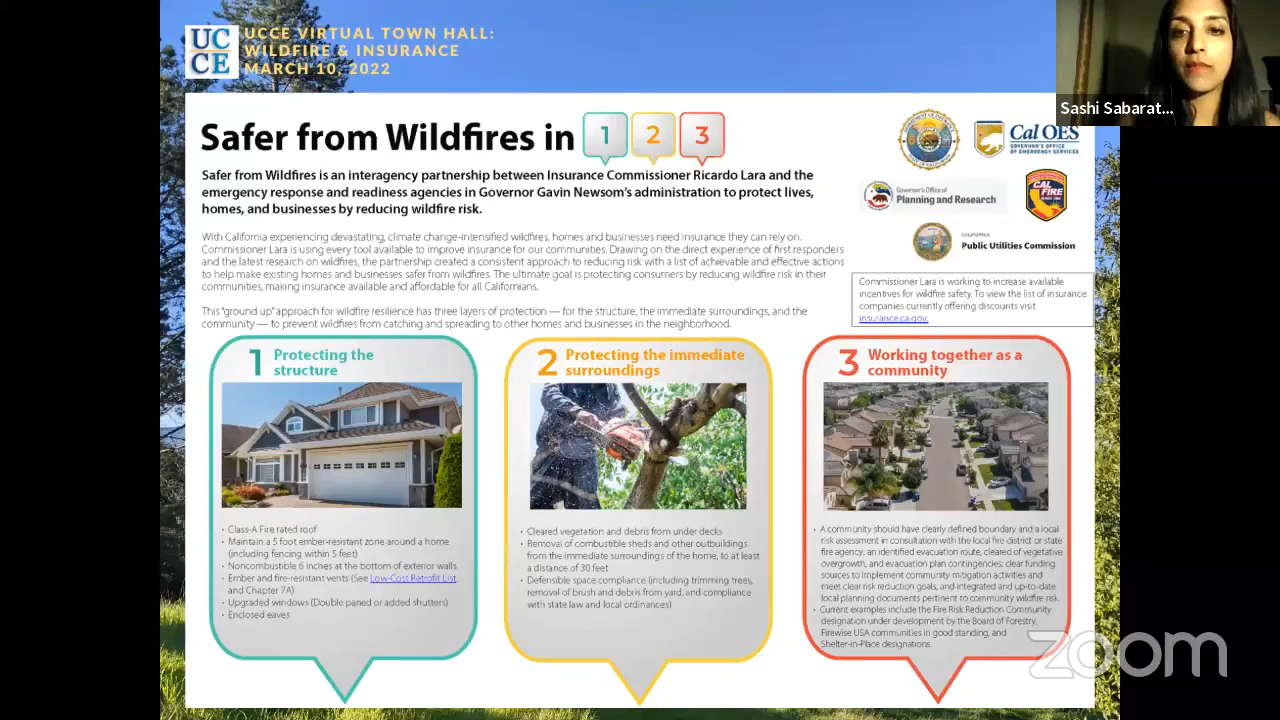 UC
CE
UCCE VIRTUAL TOWN HALL:
WILDFIRE & INSURANCE
MARCH 10, 2022
Sashi Sabarat...
Safer from Wildfires in 1 2 3
Safer from Wildfires is an interagency partnership between Insurance Commissioner Ricardo Lara and the
emergency response and readiness agencies in Governor Gavin Newsom's administration to protect lives,
homes, and businesses by reducing wildfire risk.
With California experiencing devastating, climate change-intensified wildfires, homes and businesses need insurance they can rely on.
Commissioner Lara is using every tool available to improve insurance for our communities. Drawing on the direct experience of first responders
and the latest research on wildfires, the partnership created a consistent approach to reducing risk with a list of achievable and effective actions
to help make existing homes and businesses safer from wildfires. The ultimate goal is protecting consumers by reducing wildfire risk in their
communities, making insurance available and affordable for all Californians.
This "ground up" approach for wildfire resilience has three layers of protection — for the structure, the immediate surroundings, and the
community — to prevent wildfires from catching and spreading to other homes and businesses in the neighborhood.
Cal OES
GOVERNOR'S OFFICE
OF EMERGENCY SERVICES
Governor's Office of
Planning and Research
CAL
FIRE
CALIFORNIA
Public Utilities Commission
Commissioner Lara is working to increase available
incentives for wildfire safety. To view the list of insurance
companies currently offering discounts visit
insurance.ca.gov.
1 Protecting the
structure
• Class-A Fire rated roof
• Maintain a 5 foot ember-resistant zone around a home
(including fencing within 5 feet)
• Noncombustible 6 inches at the bottom of exterior walls
• Ember and fire-resistant vents (See Low-Cost Retrofit List,
and Chapter 7A)
• Upgraded windows (Double paned or added shutters)
• Enclosed eaves
2 Protecting the immediate
surroundings
• Cleared vegetation and debris from under decks
• Removal of combustible sheds and other outbuildings
from the immediate surroundings of the home, to at least
a distance of 30 feet
• Defensible space compliance (including trimming trees,
removal of brush and debris from yard, and compliance
with state law and local ordinances)
3 Working together as a
community
• A community should have clearly defined boundary and a local
risk assessment in consultation with the local fire district or state
fire agency; an identified evacuation route, cleared of vegetative
overgrowth, and evacuation plan contingencies; clear funding
sources to implement community mitigation activities and
meet clear risk reduction goals, and integrated and up-to-date
local planning documents pertinent to community wildfire risk.
• Current examples include the Fire Risk Reduction Community
designation under development by the Board of Forestry,
Firewise USA communities in good standing, and
Shelter-in-Place designations.
zoom